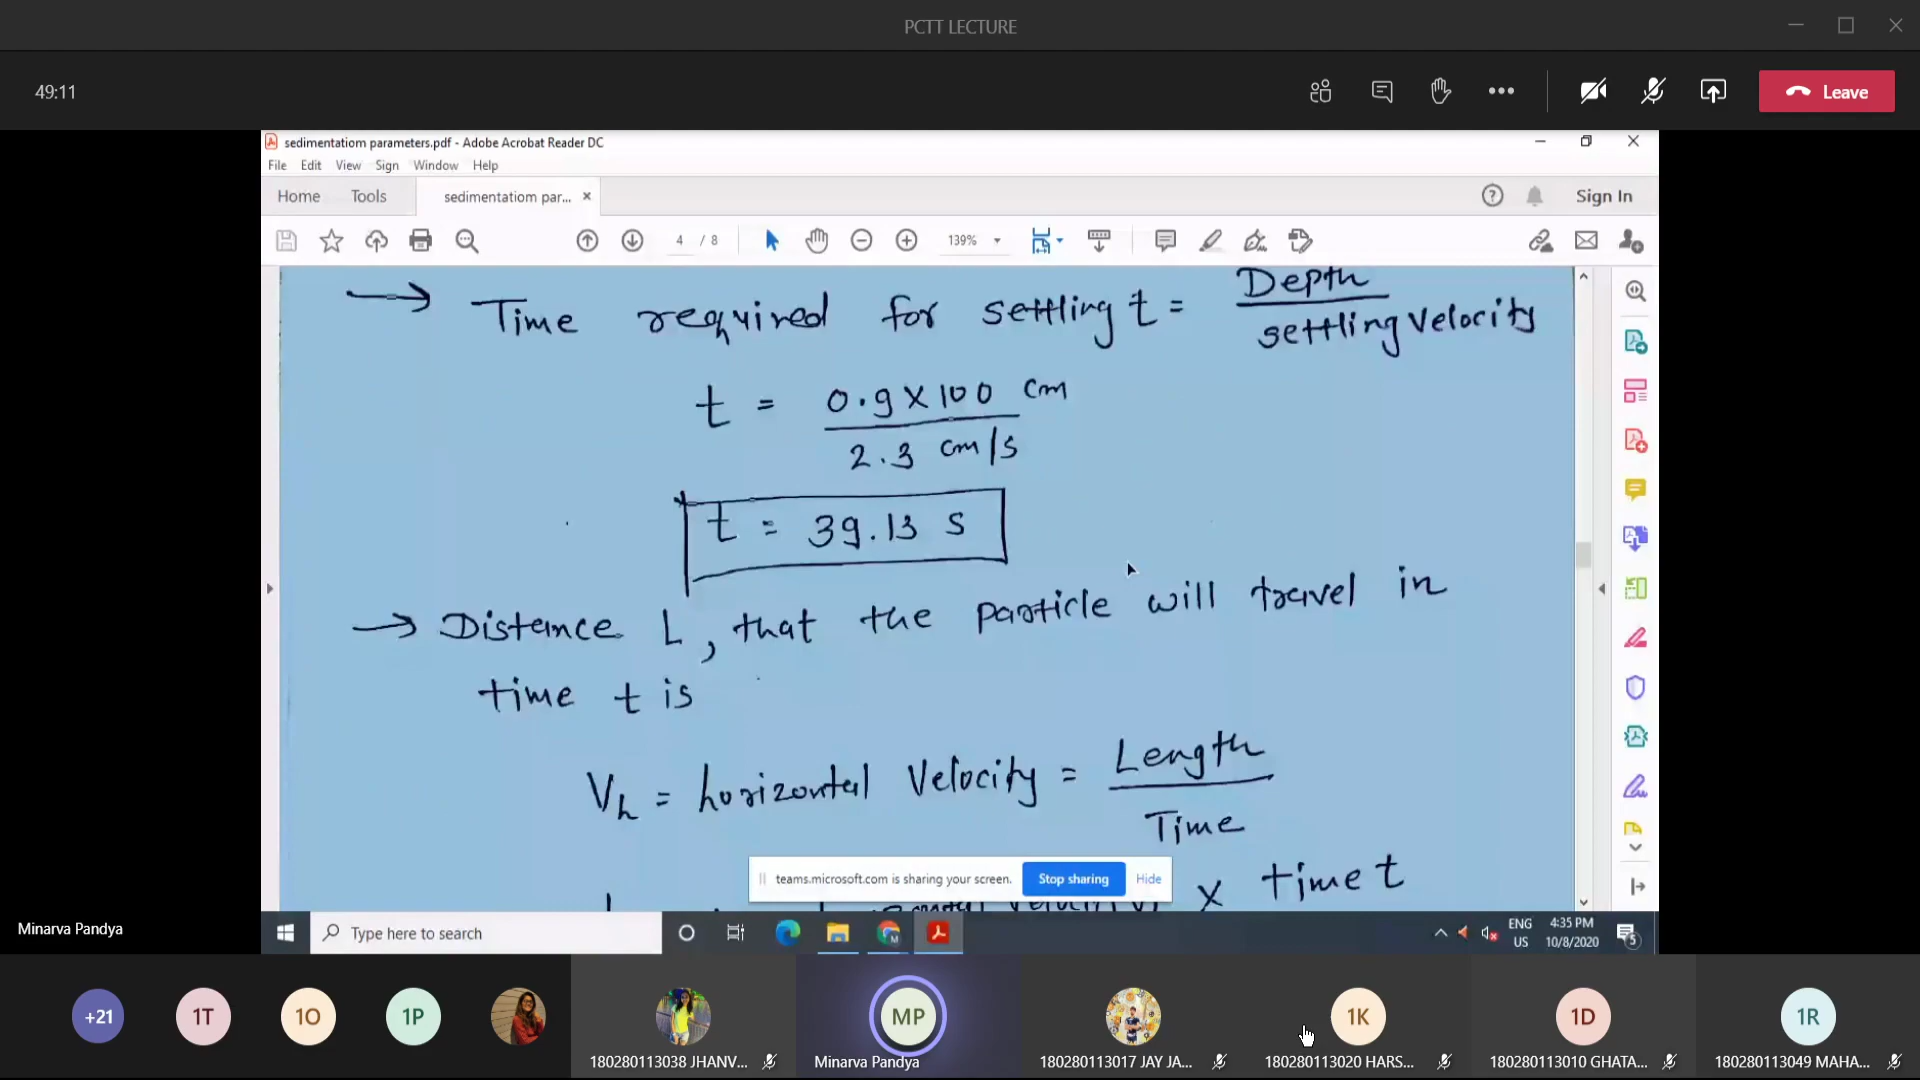 PCTT LECTURE
49:11
Leave
sedimentatiom parameters.pdf - Adobe Acrobat Reader DC
File Edit View Sign Window Help
Home Tools sedimentatiom par... × Sign In
4 / 8 139%
→ Time required for settling t = Depth
settling velocity
t = 0.9 × 100 cm
2.3 cm/s
t = 39.13 s
→ Distance L, that the particle will travel in
time t is
Vh = horizontal velocity = Length
Time
× time t
teams.microsoft.com is sharing your screen. Stop sharing Hide
Minarva Pandya
Type here to search
ENG 4:35 PM
US 10/8/2020
5
+21 1T 1O 1P MP 1K 1D 1R
180280113038 JHANV... Minarva Pandya 180280113017 JAY JA... 180280113020 HARS... 180280113010 GHATA... 180280113049 MAHA...